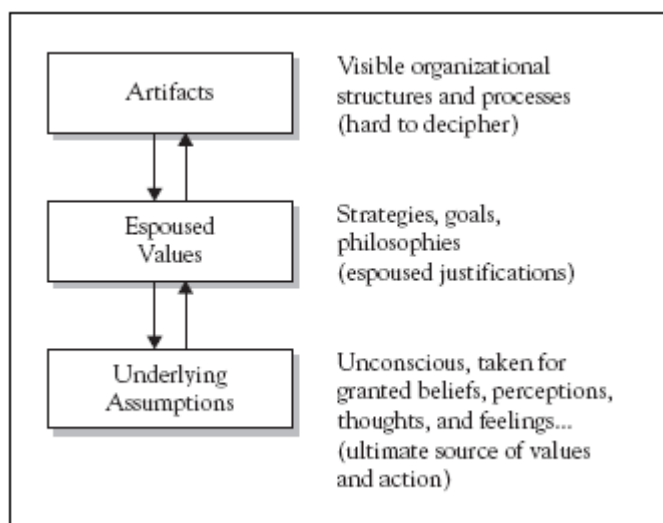 Artifacts
Visible organizational
structures and processes
(hard to decipher)
Espoused
Values
Strategies, goals,
philosophies
(espoused justifications)
Underlying
Assumptions
Unconscious, taken for
granted beliefs, perceptions,
thoughts, and feelings...
(ultimate source of values
and action)